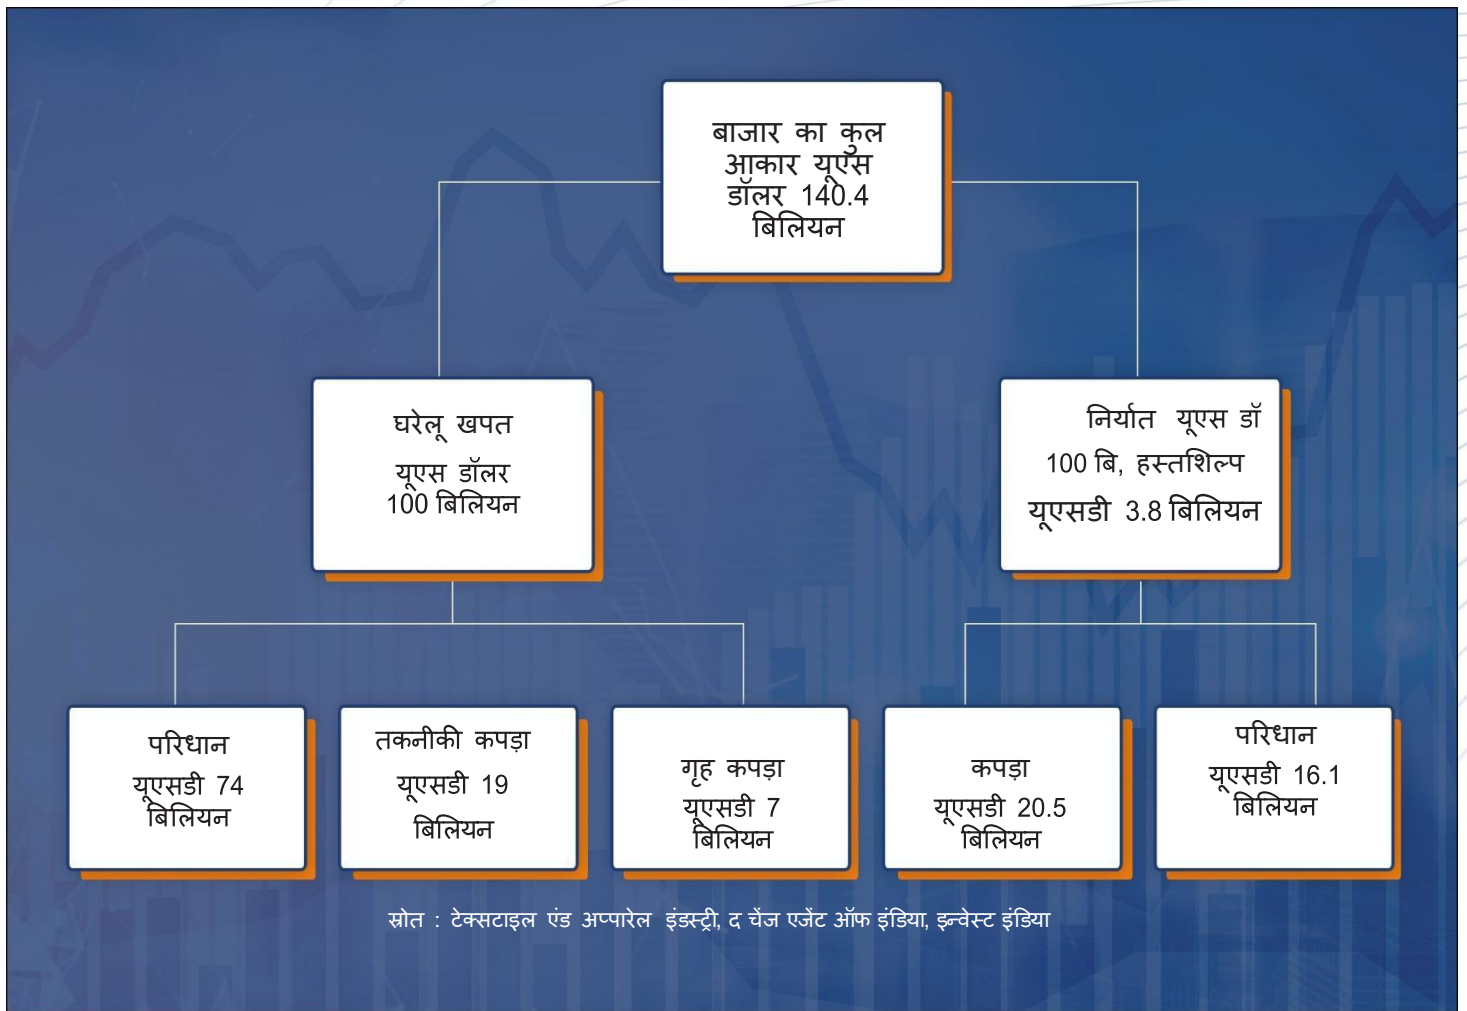 बाजार का कुल
आकार यूएस
डॉलर 140.4
बिलियन
घरेलू खपत
यूएस डॉलर
100 बिलियन
निर्यात यूएस डॉ
100 बि, हस्तशिल्प
यूएसडी 3.8 बिलियन
परिधान
यूएसडी 74
बिलियन
तकनीकी कपड़ा
यूएसडी 19
बिलियन
गृह कपड़ा
यूएसडी 7
बिलियन
कपड़ा
यूएसडी 20.5
बिलियन
परिधान
यूएसडी 16.1
बिलियन
स्रोत : टेक्सटाइल एंड अप्पारेल इंडस्ट्री, द चेंज एजेंट ऑफ इंडिया, इन्वेस्ट इंडिया